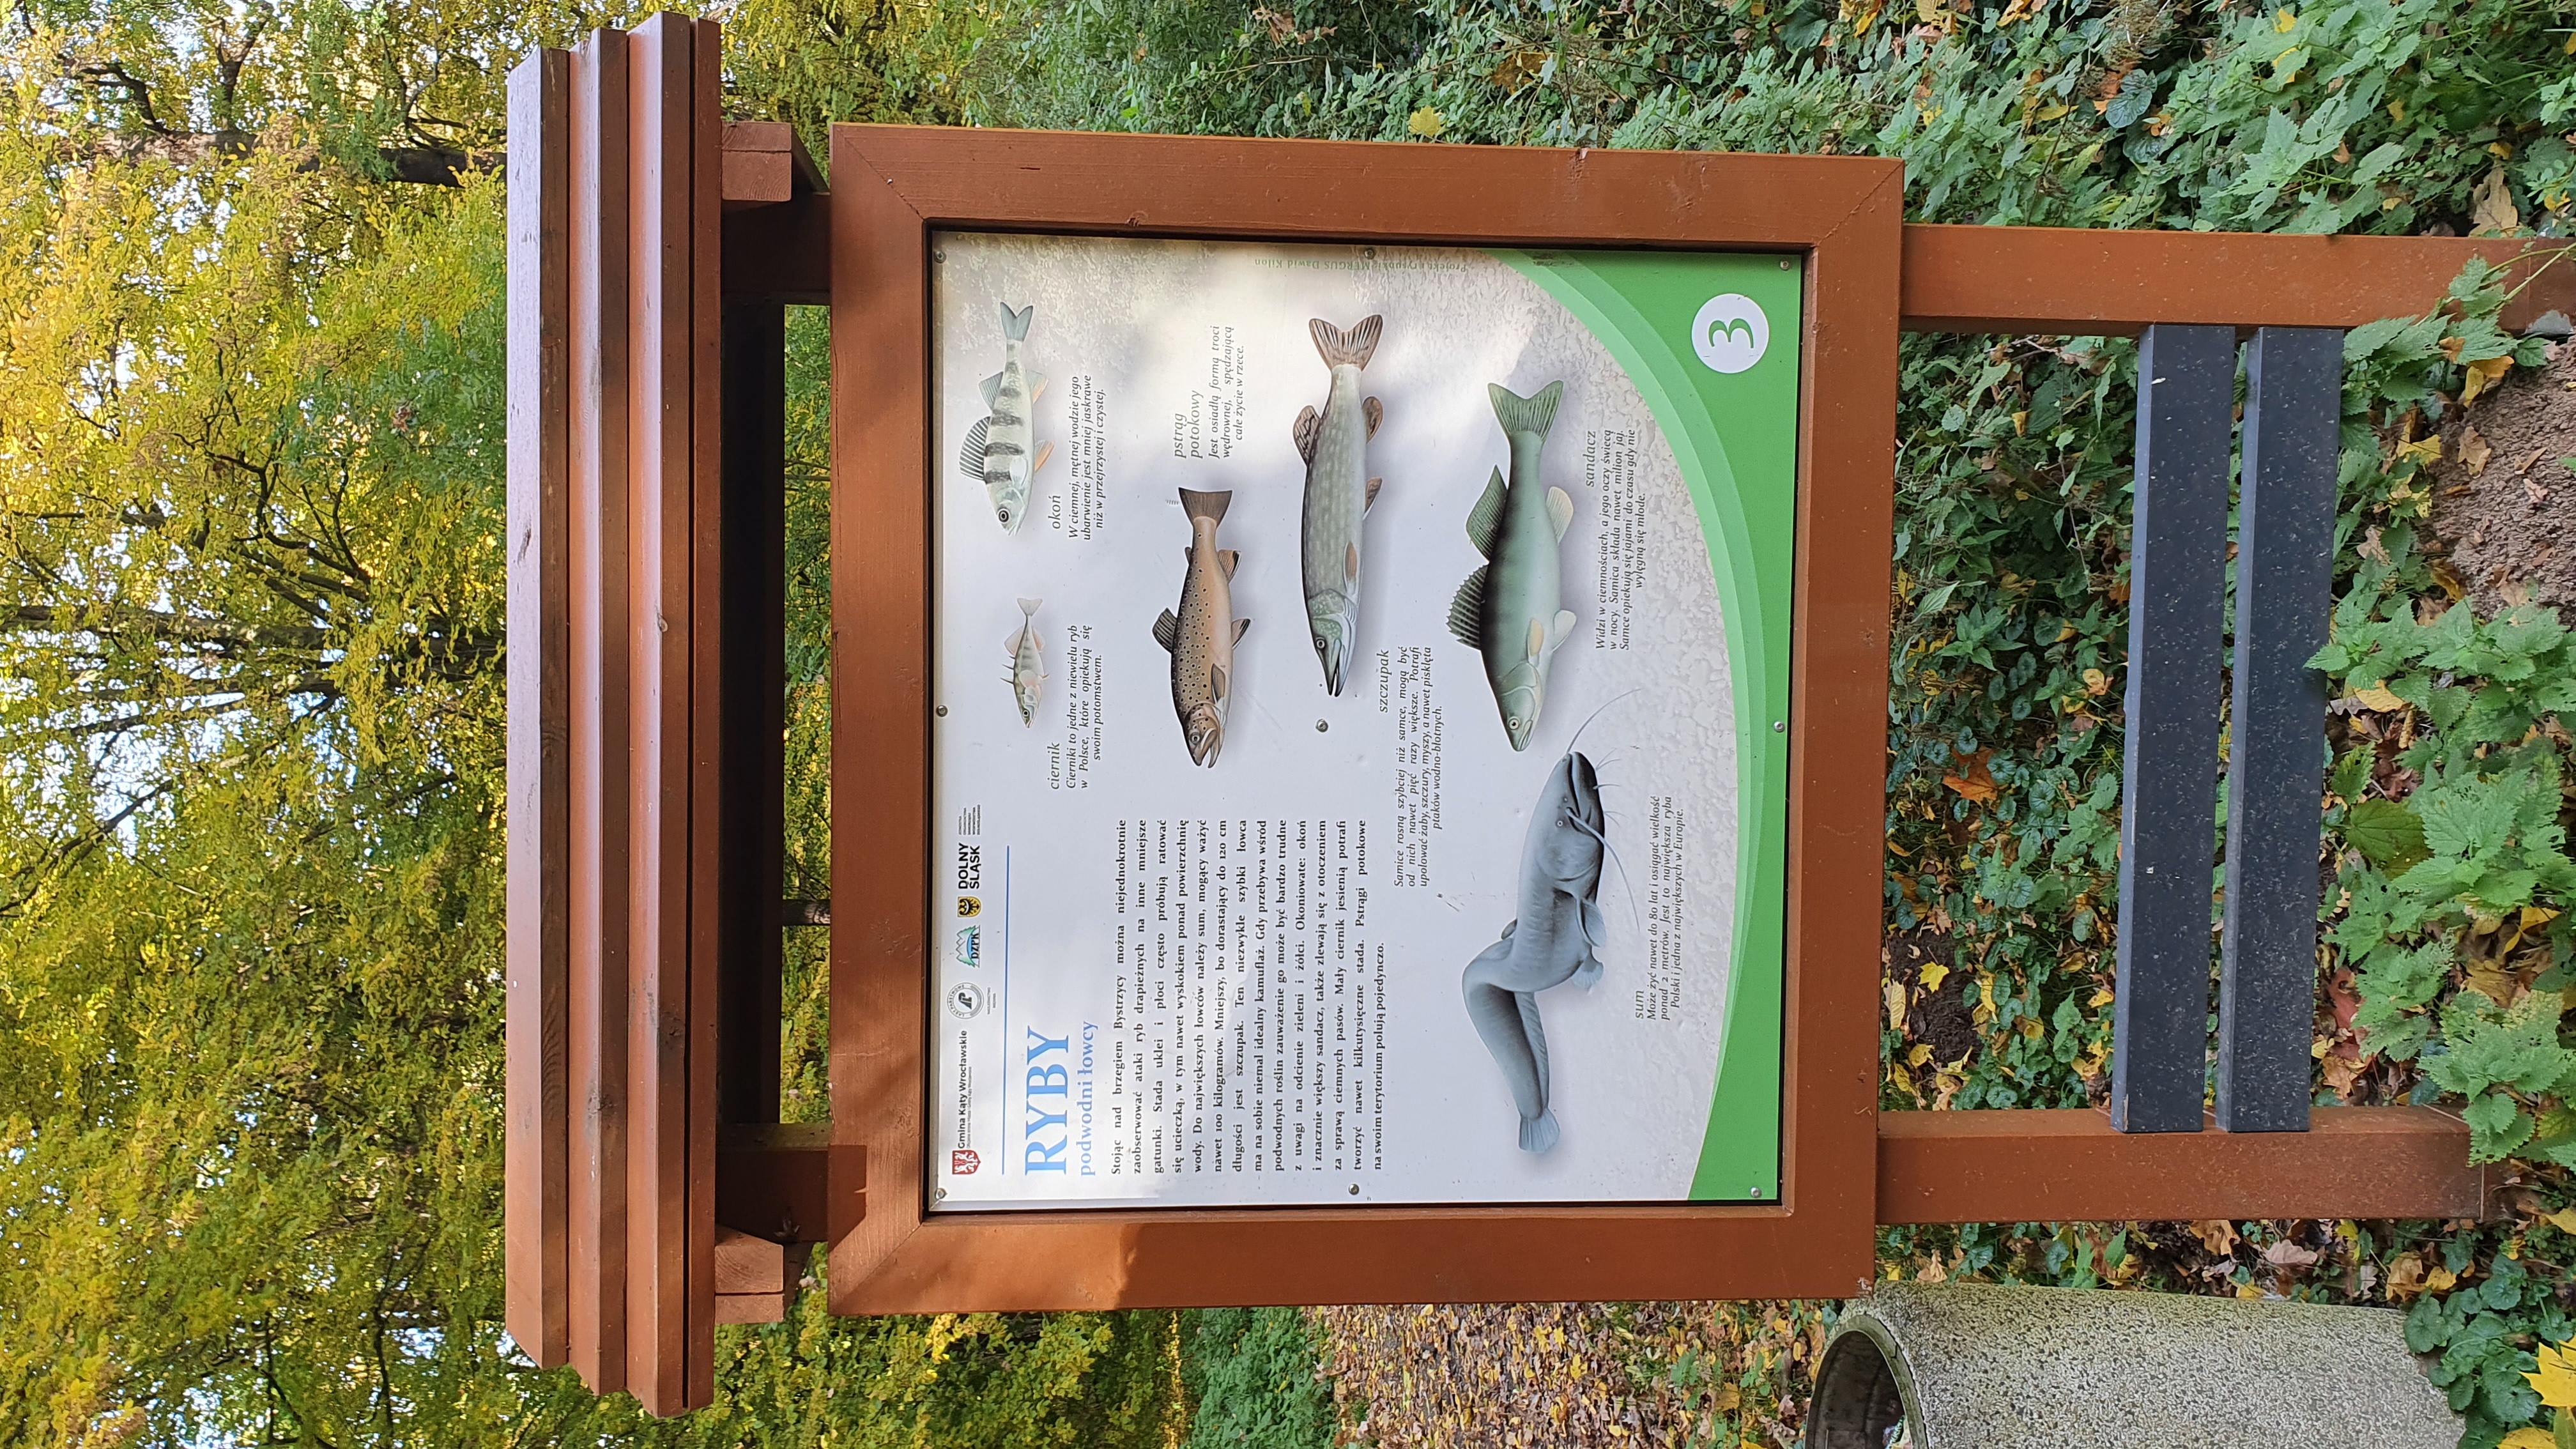 Gmina Kąty Wrocławskie
DZPK
DOLNY
ŚLĄSK
RYBY
podwodni łowcy
Stojąc nad brzegiem Bystrzycy można niejednokrotnie
zaobserwować ataki ryb drapieżnych na inne mniejsze
gatunki. Stada uklei i płoci często próbują ratować
się ucieczką, w tym nawet wyskokiem ponad powierzchnię
wody. Do największych łowców należy sum, mogący ważyć
nawet 100 kilogramów. Mniejszy, bo dorastający do 120 cm
długości jest szczupak. Ten niezwykle szybki łowca
ma na sobie niemal idealny kamuflaż. Gdy przebywa wśród
podwodnych roślin zauważenie go może być bardzo trudne
z uwagi na odcienie zieleni i żółci. Okoniowate: okoń
i znacznie większy sandacz, także zlewają się z otoczeniem
za sprawą ciemnych pasów. Mały ciernik jesienią potrafi
tworzyć nawet kilkutysięczne stada. Pstrągi potokowe
na swoim terytorium polują pojedynczo.
ciernik
Cierniki to jedne z niewielu ryb
w Polsce, które opiekują się
swoim potomstwem.
okoń
W ciemnej, mętnej wodzie jego
ubarwienie jest mniej jaskrawe
niż w przejrzystej i czystej.
pstrąg
potokowy
Jest osiadłą formą troci
wędrownej, spędzającą
całe życie w rzece.
szczupak
Samice rosną szybciej niż samce, mogą być
od nich nawet pięć razy większe. Potrafi
upolować żaby, szczury, myszy, a nawet pisklęta
ptaków wodno-błotnych.
sandacz
Widzi w ciemnościach, a jego oczy świecą
w nocy. Samica składa nawet milion jaj.
Samce opiekują się jajami do czasu gdy nie
wylęgną się młode.
sum
Może żyć nawet do 80 lat i osiągać wielkość
ponad 2 metrów. Jest to największa ryba
Polski i jedna z największych w Europie.
Dawid Kilon
3